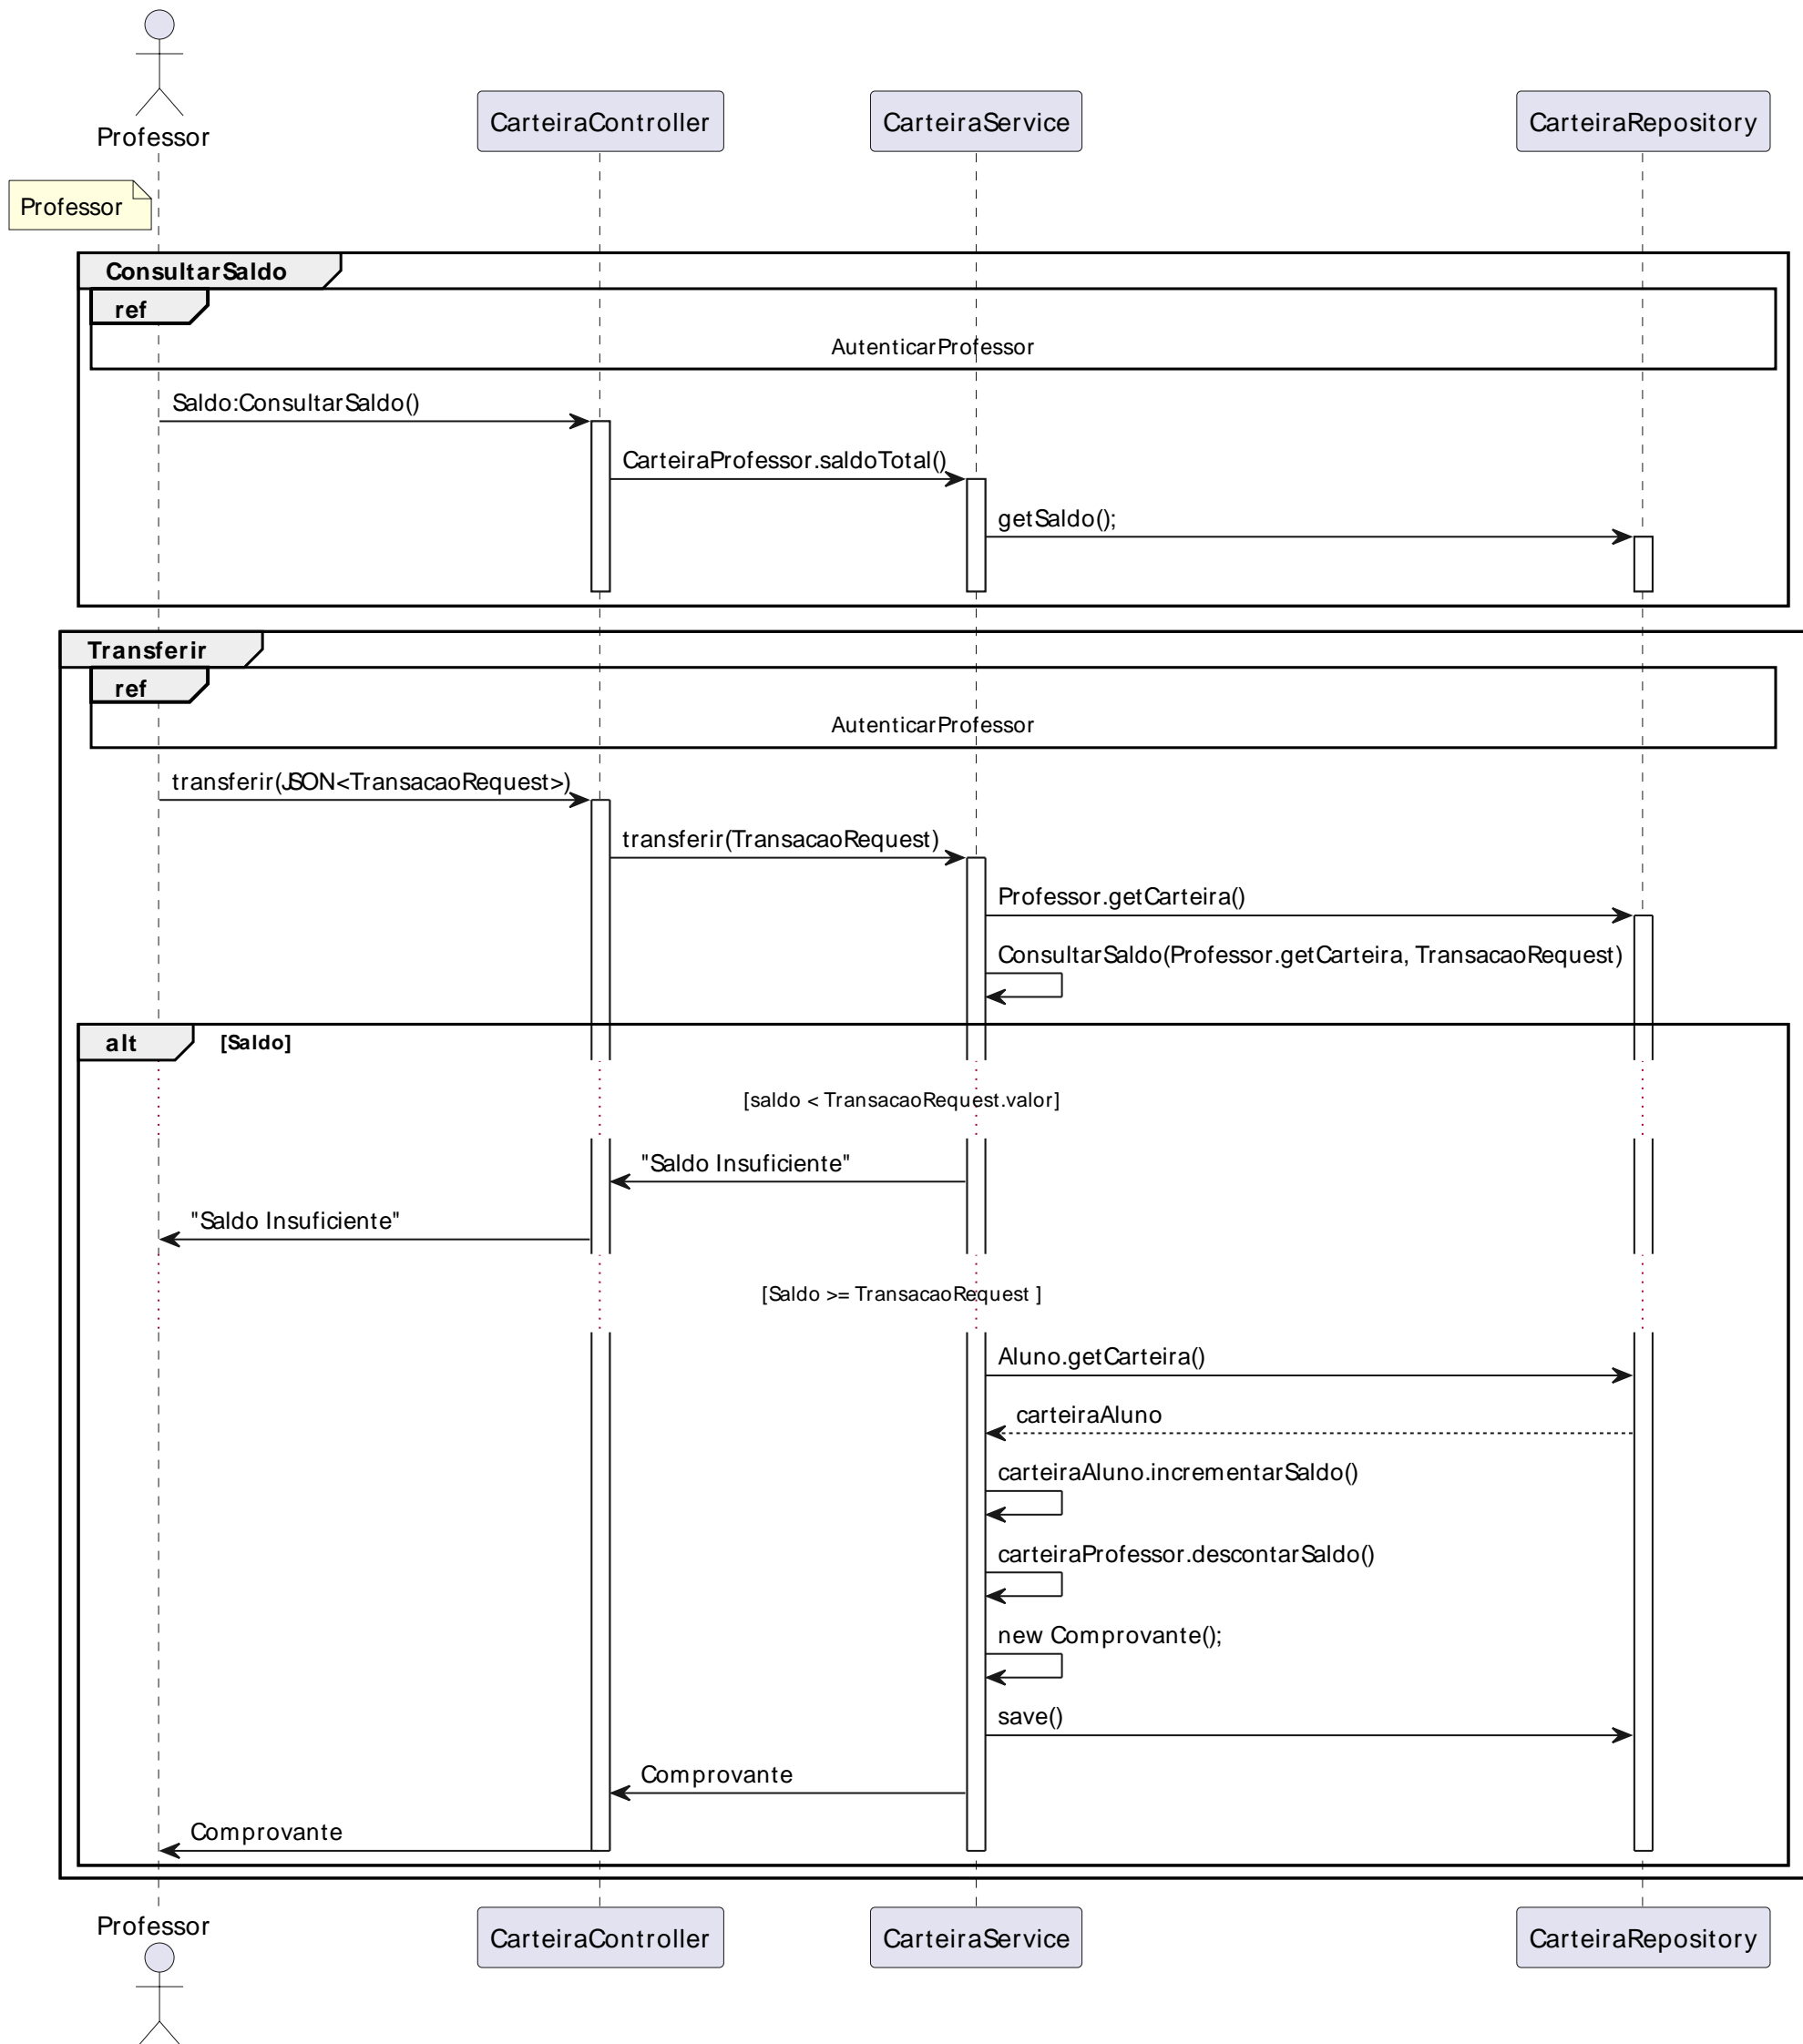 Professor
CarteiraController
CarteiraService
CarteiraRepository
Professor
ConsultarSaldo
ref
AutenticarProfessor
Saldo:ConsultarSaldo()
CarteiraProfessor.saldoTotal()
getSaldo();
Transferir
ref
AutenticarProfessor
transferir(JSON<TransacaoRequest>)
transferir(TransacaoRequest)
Professor.getCarteira()
ConsultarSaldo(Professor.getCarteira, TransacaoRequest)
alt [Saldo]
[saldo < TransacaoRequest.valor]
"Saldo Insuficiente"
"Saldo Insuficiente"
[Saldo >= TransacaoRequest ]
Aluno.getCarteira()
carteiraAluno
carteiraAluno.incrementarSaldo()
carteiraProfessor.descontarSaldo()
new Comprovante();
save()
Comprovante
Comprovante
Professor
CarteiraController
CarteiraService
CarteiraRepository